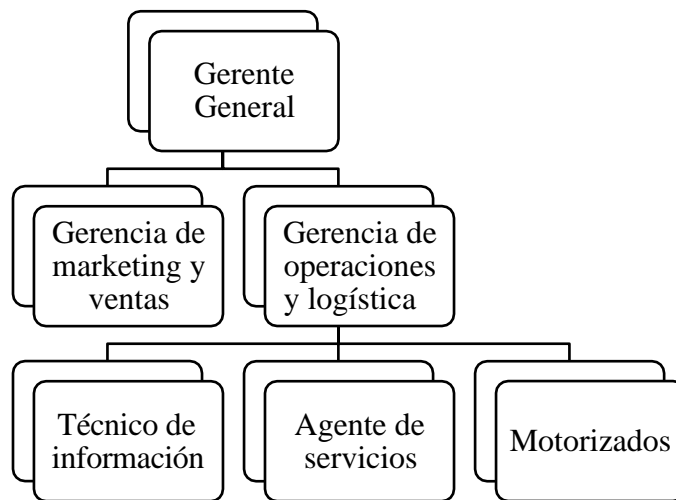 Gerente
General
Gerencia de
marketing y
ventas
Gerencia de
operaciones
y logística
Técnico de
información
Agente de
servicios
Motorizados